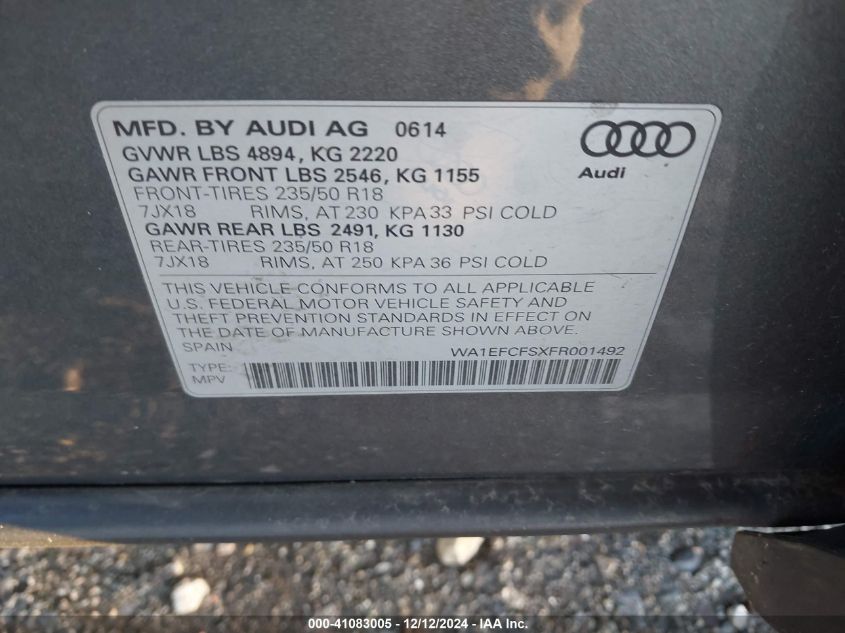 MFD. BY AUDI AG 0614
GVWR LBS 4894, KG 2220
GAWR FRONT LBS 2546, KG 1155
FRONT-TIRES 235/50 R18
7JX18 RIMS, AT 230 KPA 33 PSI COLD
GAWR REAR LBS 2491, KG 1130
REAR-TIRES 235/50 R18
7JX18 RIMS, AT 250 KPA 36 PSI COLD
Audi
THIS VEHICLE CONFORMS TO ALL APPLICABLE
U.S. FEDERAL MOTOR VEHICLE SAFETY AND
THEFT PREVENTION STANDARDS IN EFFECT ON
THE DATE OF MANUFACTURE SHOWN ABOVE.
SPAIN WA1EFCFSXFR001492
TYPE:
MPV
000-41083005 - 12/12/2024 - COPYRIGHT © IAA, INC.